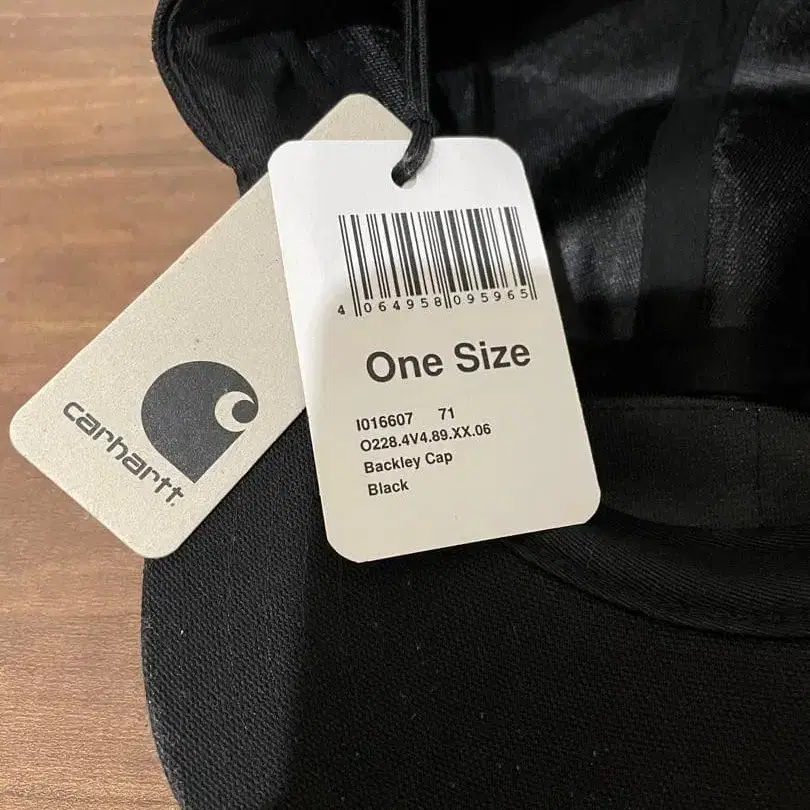 4 064958 095965
One Size
I016607 71
O228.4V4.89.XX.06
Backley Cap
Black
carhartt